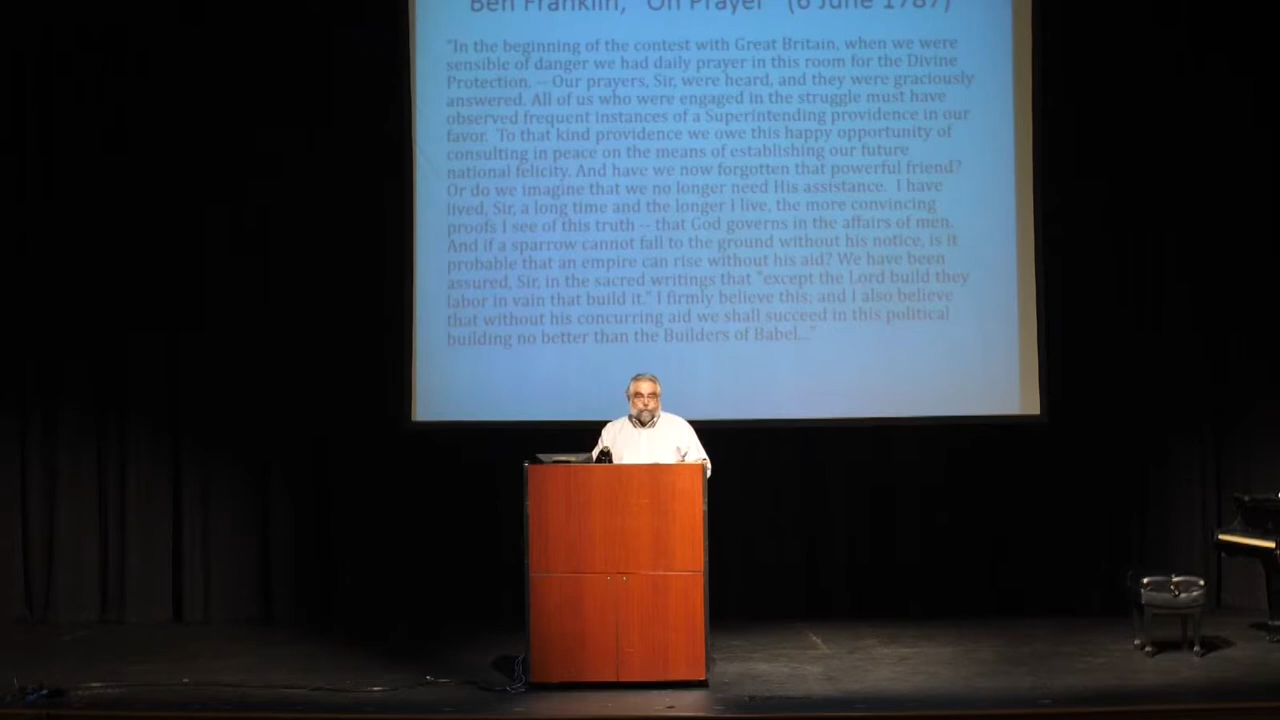 Ben Franklin, "On Prayer" (6 June 1787)
"In the beginning of the contest with Great Britain, when we were
sensible of danger we had daily prayer in this room for the Divine
Protection. -- Our prayers, Sir, were heard, and they were graciously
answered. All of us who were engaged in the struggle must have
observed frequent instances of a Superintending providence in our
favor. To that kind providence we owe this happy opportunity of
consulting in peace on the means of establishing our future
national felicity. And have we now forgotten that powerful friend?
Or do we imagine that we no longer need His assistance. I have
lived, Sir, a long time and the longer I live, the more convincing
proofs I see of this truth -- that God governs in the affairs of men.
And if a sparrow cannot fall to the ground without his notice, is it
probable that an empire can rise without his aid? We have been
assured, Sir, in the sacred writings that "except the Lord build they
labor in vain that build it." I firmly believe this; and I also believe
that without his concurring aid we shall succeed in this political
building no better than the Builders of Babel..."